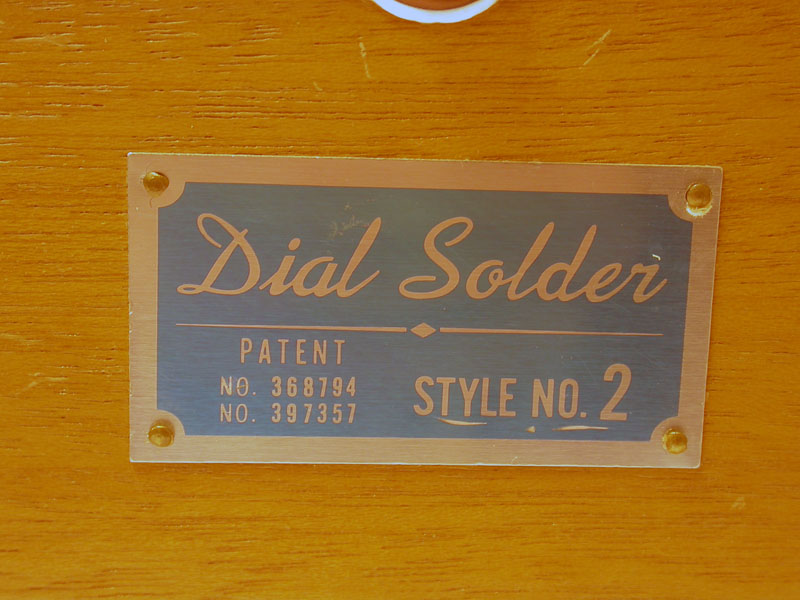 Dial Solder
PATENT
NO. 368794
NO. 397357
STYLE NO. 2